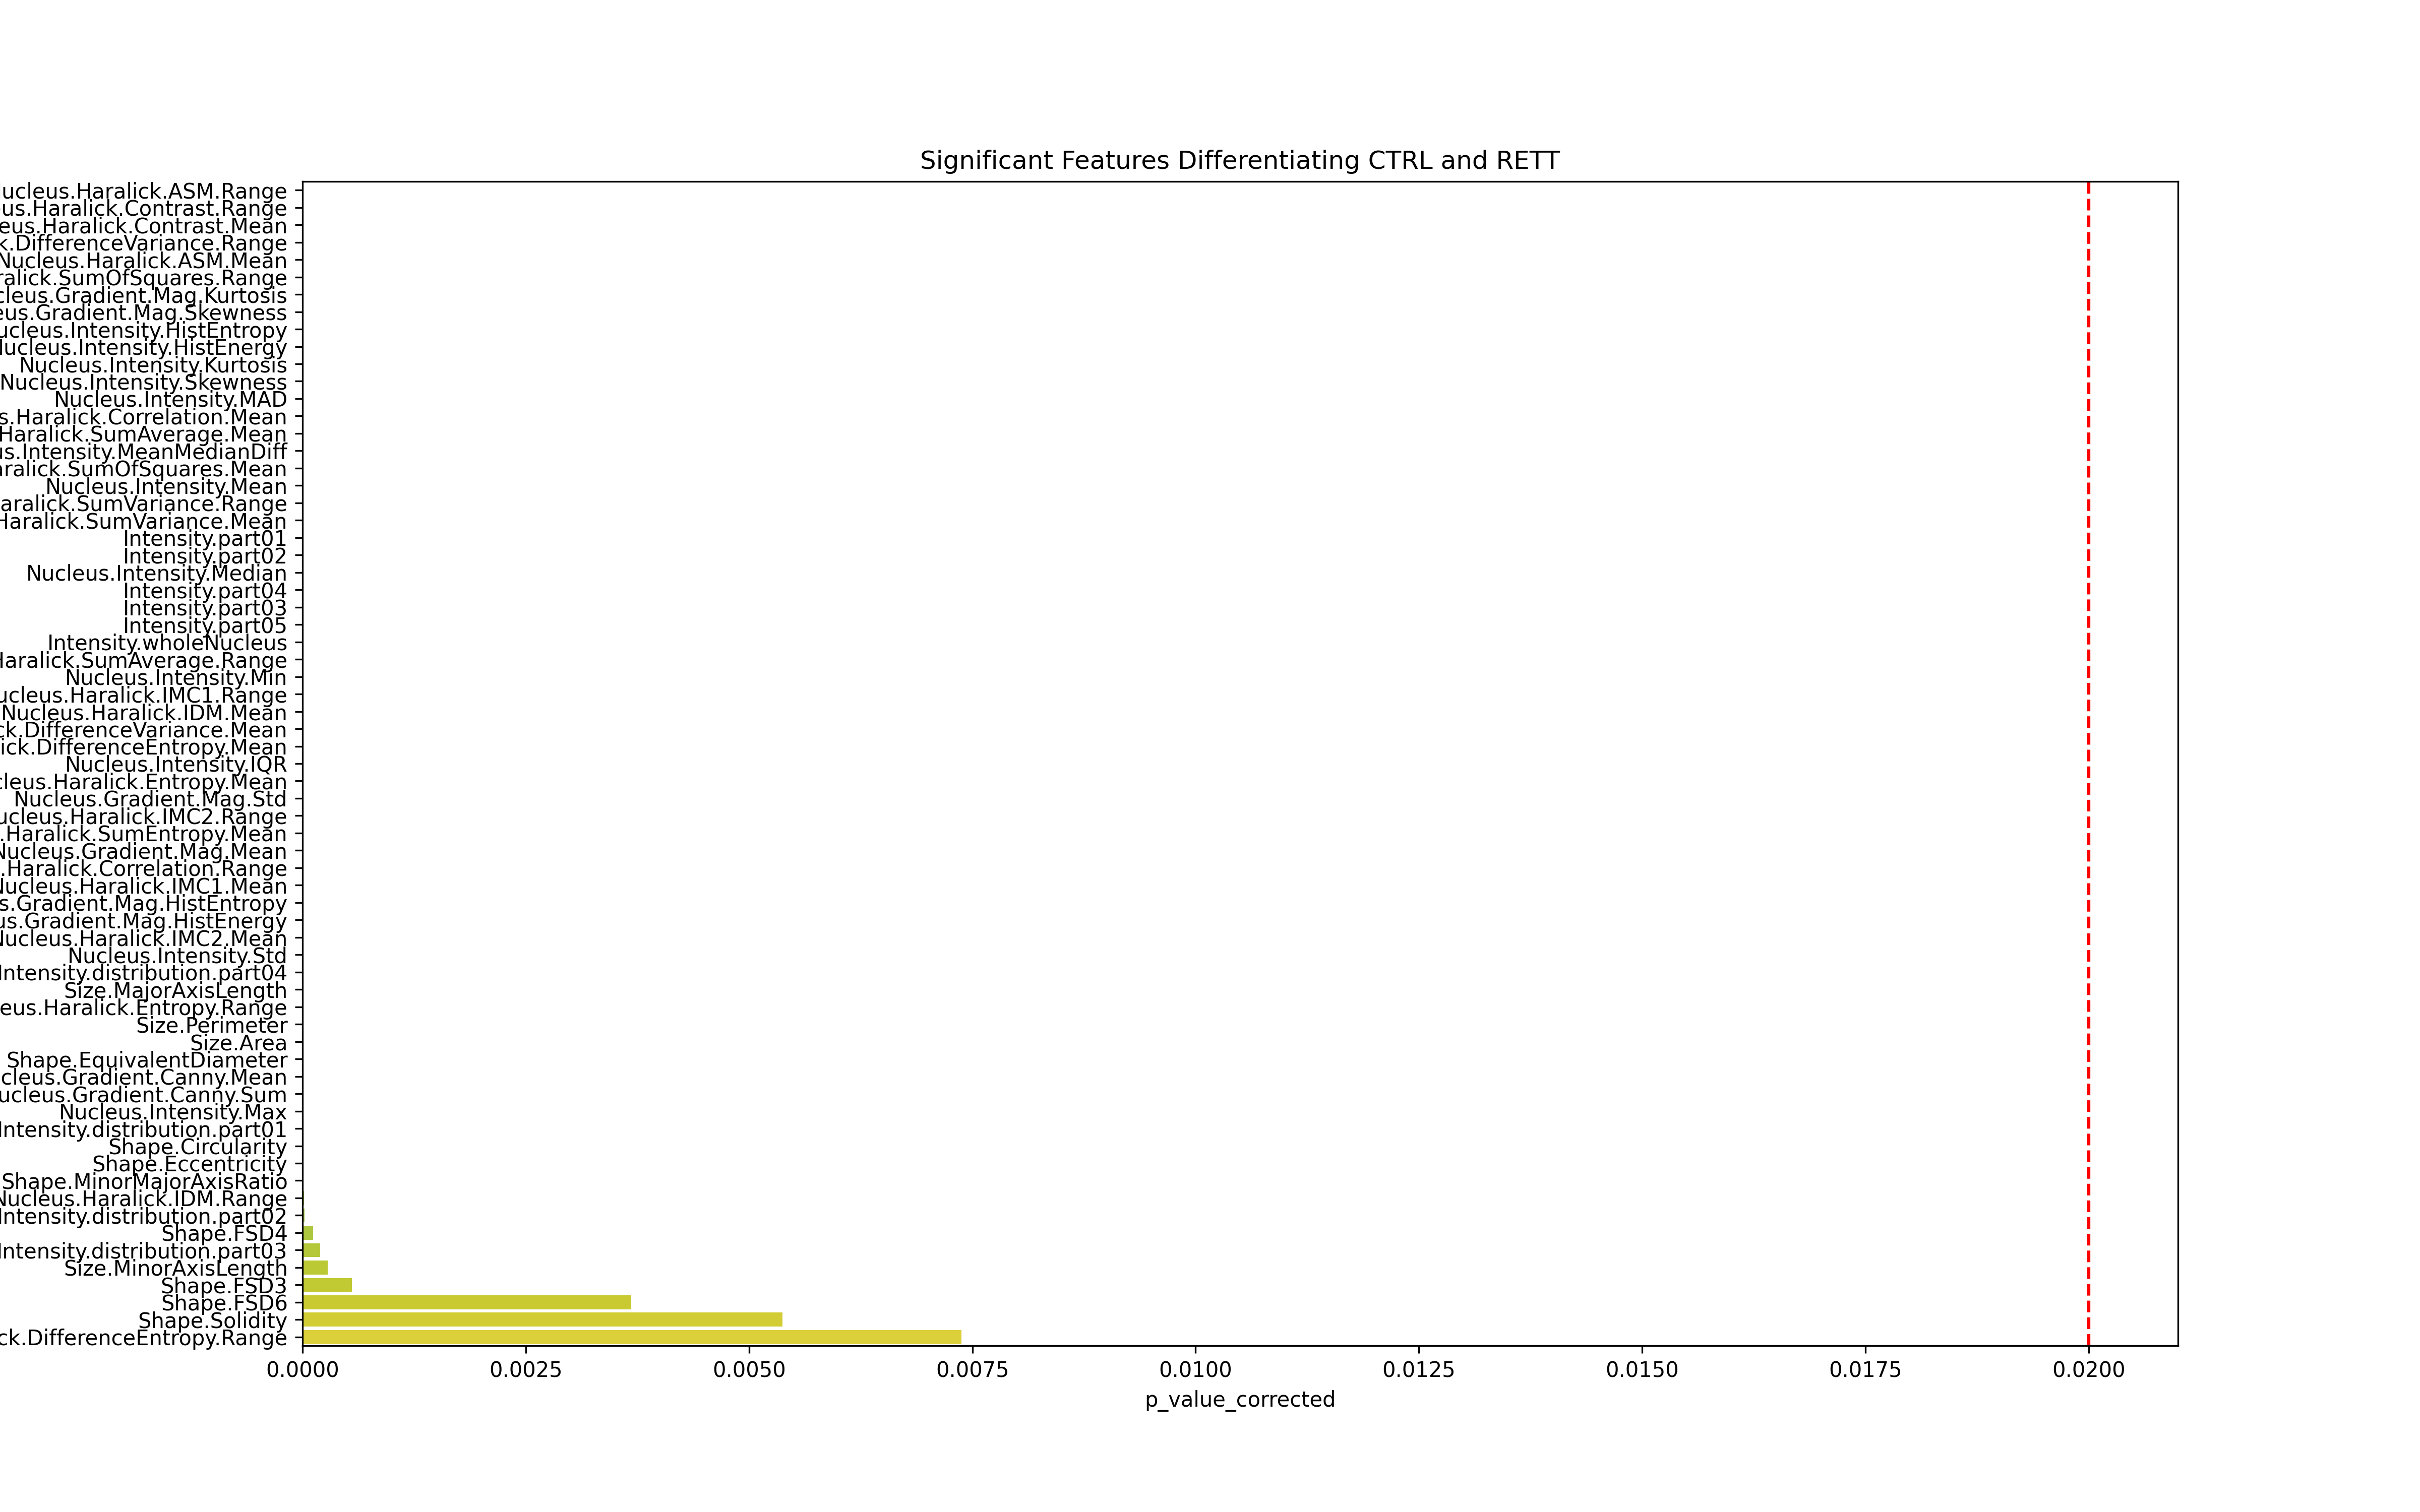 Significant Features Differentiating CTRL and RETT
ucleus.Haralick.ASM.Range
us.Haralick.Contrast.Range
eus.Haralick.Contrast.Mean
k.DifferenceVariance.Range
Nucleus.Haralick.ASM.Mean
ralick.SumOfSquares.Range
cleus.Gradient.Mag.Kurtosis
eus.Gradient.Mag.Skewness
ucleus.Intensity.HistEntropy
Nucleus.Intensity.HistEnergy
Nucleus.Intensity.Kurtosis
Nucleus.Intensity.Skewness
Nucleus.Intensity.MAD
s.Haralick.Correlation.Mean
Haralick.SumAverage.Mean
us.Intensity.MeanMedianDiff
aralick.SumOfSquares.Mean
Nucleus.Intensity.Mean
Haralick.SumVariance.Range
Haralick.SumVariance.Mean
Intensity.part01
Intensity.part02
Nucleus.Intensity.Median
Intensity.part04
Intensity.part03
Intensity.part05
Intensity.wholeNucleus
Haralick.SumAverage.Range
Nucleus.Intensity.Min
ucleus.Haralick.IMC1.Range
Nucleus.Haralick.IDM.Mean
ck.DifferenceVariance.Mean
ick.DifferenceEntropy.Mean
Nucleus.Intensity.IQR
cleus.Haralick.Entropy.Mean
Nucleus.Gradient.Mag.Std
ucleus.Haralick.IMC2.Range
.Haralick.SumEntropy.Mean
Nucleus.Gradient.Mag.Mean
.Haralick.Correlation.Range
Nucleus.Haralick.IMC1.Mean
s.Gradient.Mag.HistEntropy
us.Gradient.Mag.HistEnergy
Nucleus.Haralick.IMC2.Mean
Nucleus.Intensity.Std
Intensity.distribution.part04
Size.MajorAxisLength
eus.Haralick.Entropy.Range
Size.Perimeter
Size.Area
Shape.EquivalentDiameter
cleus.Gradient.Canny.Mean
ucleus.Gradient.Canny.Sum
Nucleus.Intensity.Max
Intensity.distribution.part01
Shape.Circularity
Shape.Eccentricity
Shape.MinorMajorAxisRatio
Nucleus.Haralick.IDM.Range
Intensity.distribution.part02
Shape.FSD4
Intensity.distribution.part03
Size.MinorAxisLength
Shape.FSD3
Shape.FSD6
Shape.Solidity
ck.DifferenceEntropy.Range
0.0000 0.0025 0.0050 0.0075 0.0100 0.0125 0.0150 0.0175 0.0200
p_value_corrected